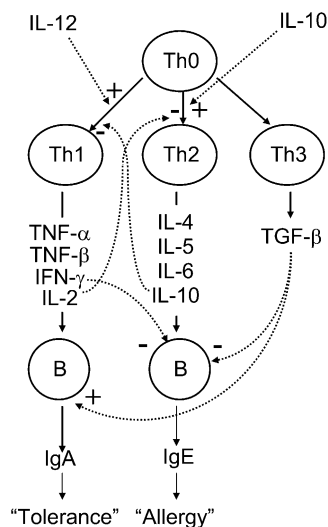 IL-12
IL-10
Th0
+
- +
-
Th1
Th2
Th3
TNF-α
TNF-β
IFN-γ
IL-2
IL-4
IL-5
IL-6
IL-10
TGF-β
-
-
B
B
+
IgA
IgE
“Tolerance”
“Allergy”